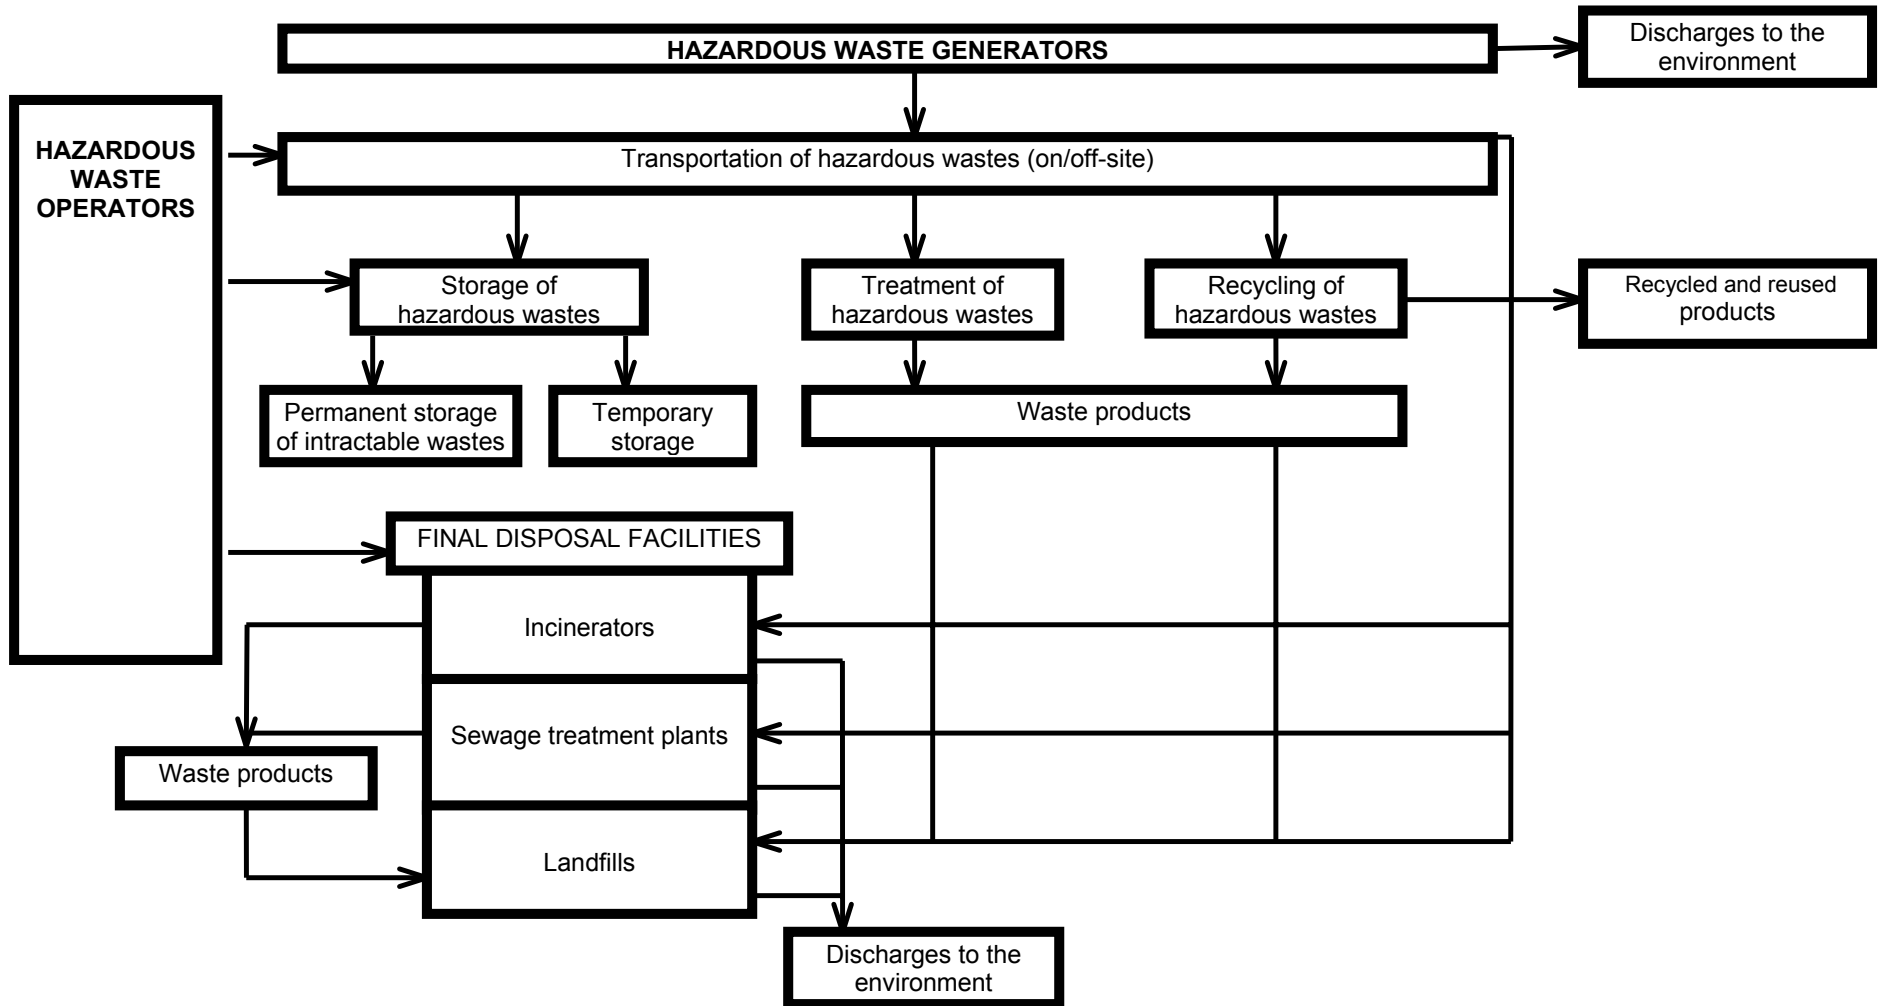 HAZARDOUS WASTE GENERATORS
Discharges to the
environment
HAZARDOUS
WASTE
OPERATORS
Transportation of hazardous wastes (on/off-site)
Storage of
hazardous wastes
Treatment of
hazardous wastes
Recycling of
hazardous wastes
Recycled and reused
products
Permanent storage
of intractable wastes
Temporary
storage
Waste products
FINAL DISPOSAL FACILITIES
Incinerators
Sewage treatment plants
Waste products
Landfills
Discharges to the
environment